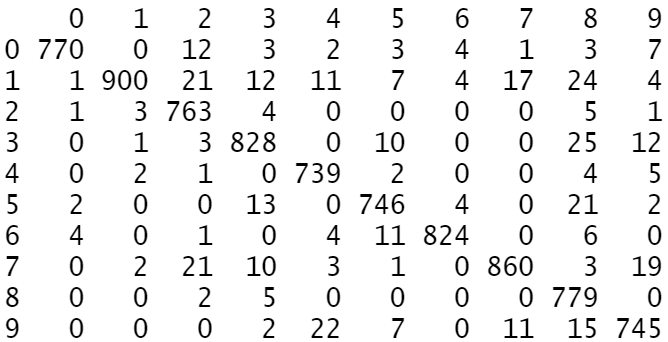 0 1 2 3 4 5 6 7 8 9
0 770 0 12 3 2 3 4 1 3 7
1 1 900 21 12 11 7 4 17 24 4
2 1 3 763 4 0 0 0 0 5 1
3 0 1 3 828 0 10 0 0 25 12
4 0 2 1 0 739 2 0 0 4 5
5 2 0 0 13 0 746 4 0 21 2
6 4 0 1 0 4 11 824 0 6 0
7 0 2 21 10 3 1 0 860 3 19
8 0 0 2 5 0 0 0 0 779 0
9 0 0 0 2 22 7 0 11 15 745